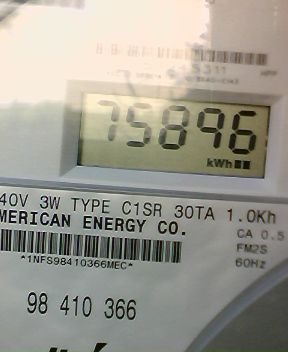 75896
kWh
40V 3W TYPE C1SR 30TA 1.0Kh
MERICAN ENERGY CO.
CA 0.5
FM2S
*1NFS98410366MEC*
60Hz
98 410 366